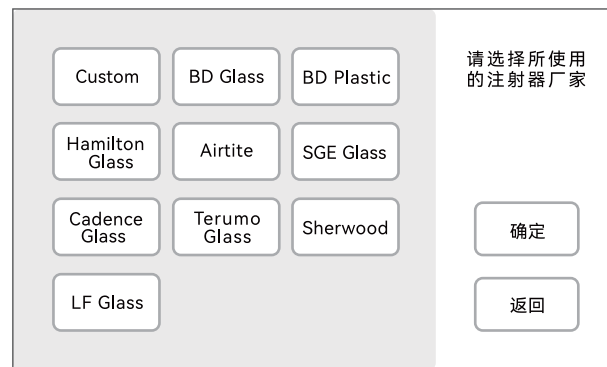 Custom
BD Glass
BD Plastic
Hamilton
Glass
Airtite
SGE Glass
Cadence
Glass
Terumo
Glass
Sherwood
LF Glass
请选择所使用
的注射器厂家
确定
返回